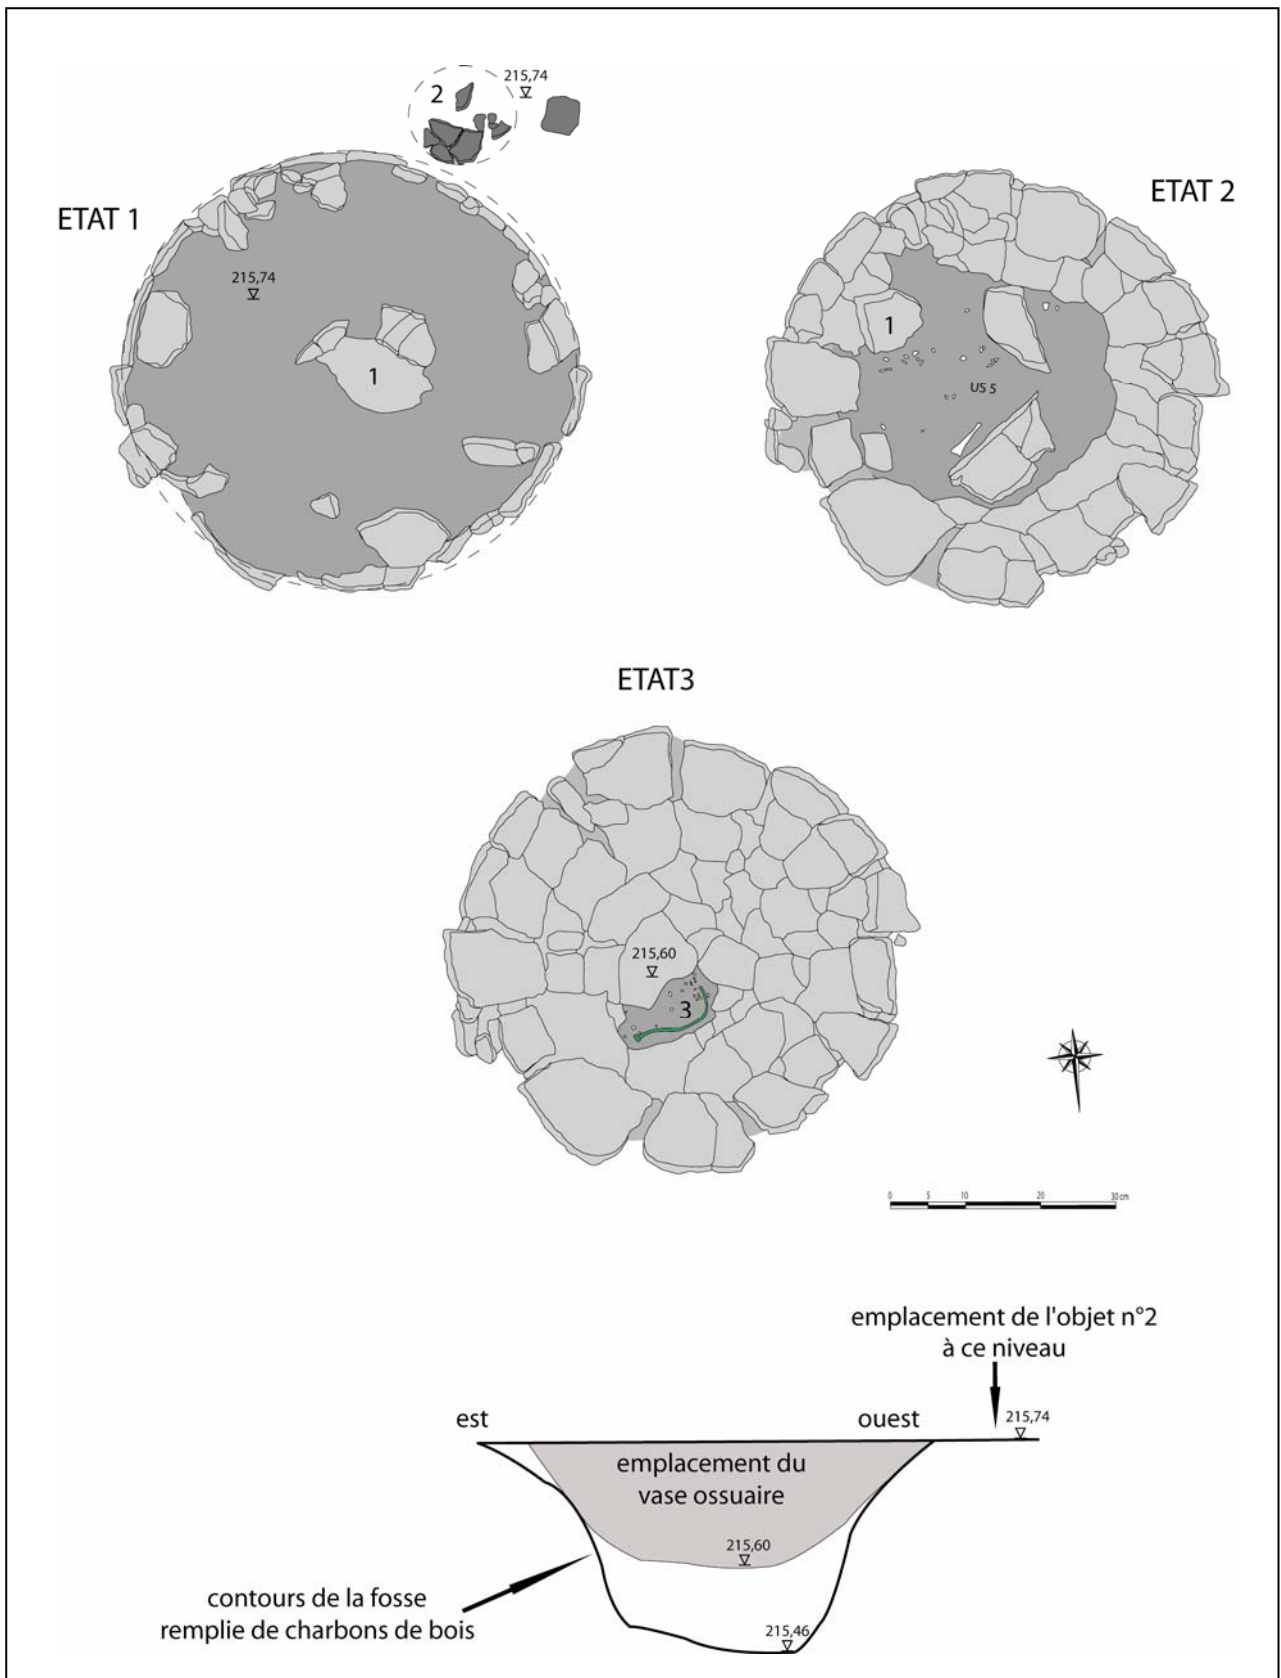 2
215,74
ETAT 1
215,74
1
ETAT 2
1
US 5
ETAT3
215,60
3
0 5 10 20 30 cm
emplacement de l'objet n°2
à ce niveau
est
ouest
215,74
emplacement du
vase ossuaire
215,60
contours de la fosse
remplie de charbons de bois
215,46